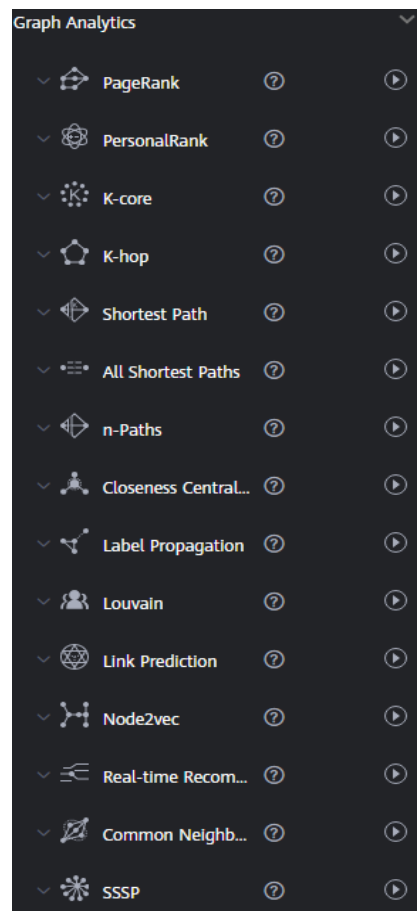 Graph Analytics
PageRank
PersonalRank
K-core
K-hop
Shortest Path
All Shortest Paths
n-Paths
Closeness Central...
Label Propagation
Louvain
Link Prediction
Node2vec
Real-time Recom...
Common Neighb...
SSSP